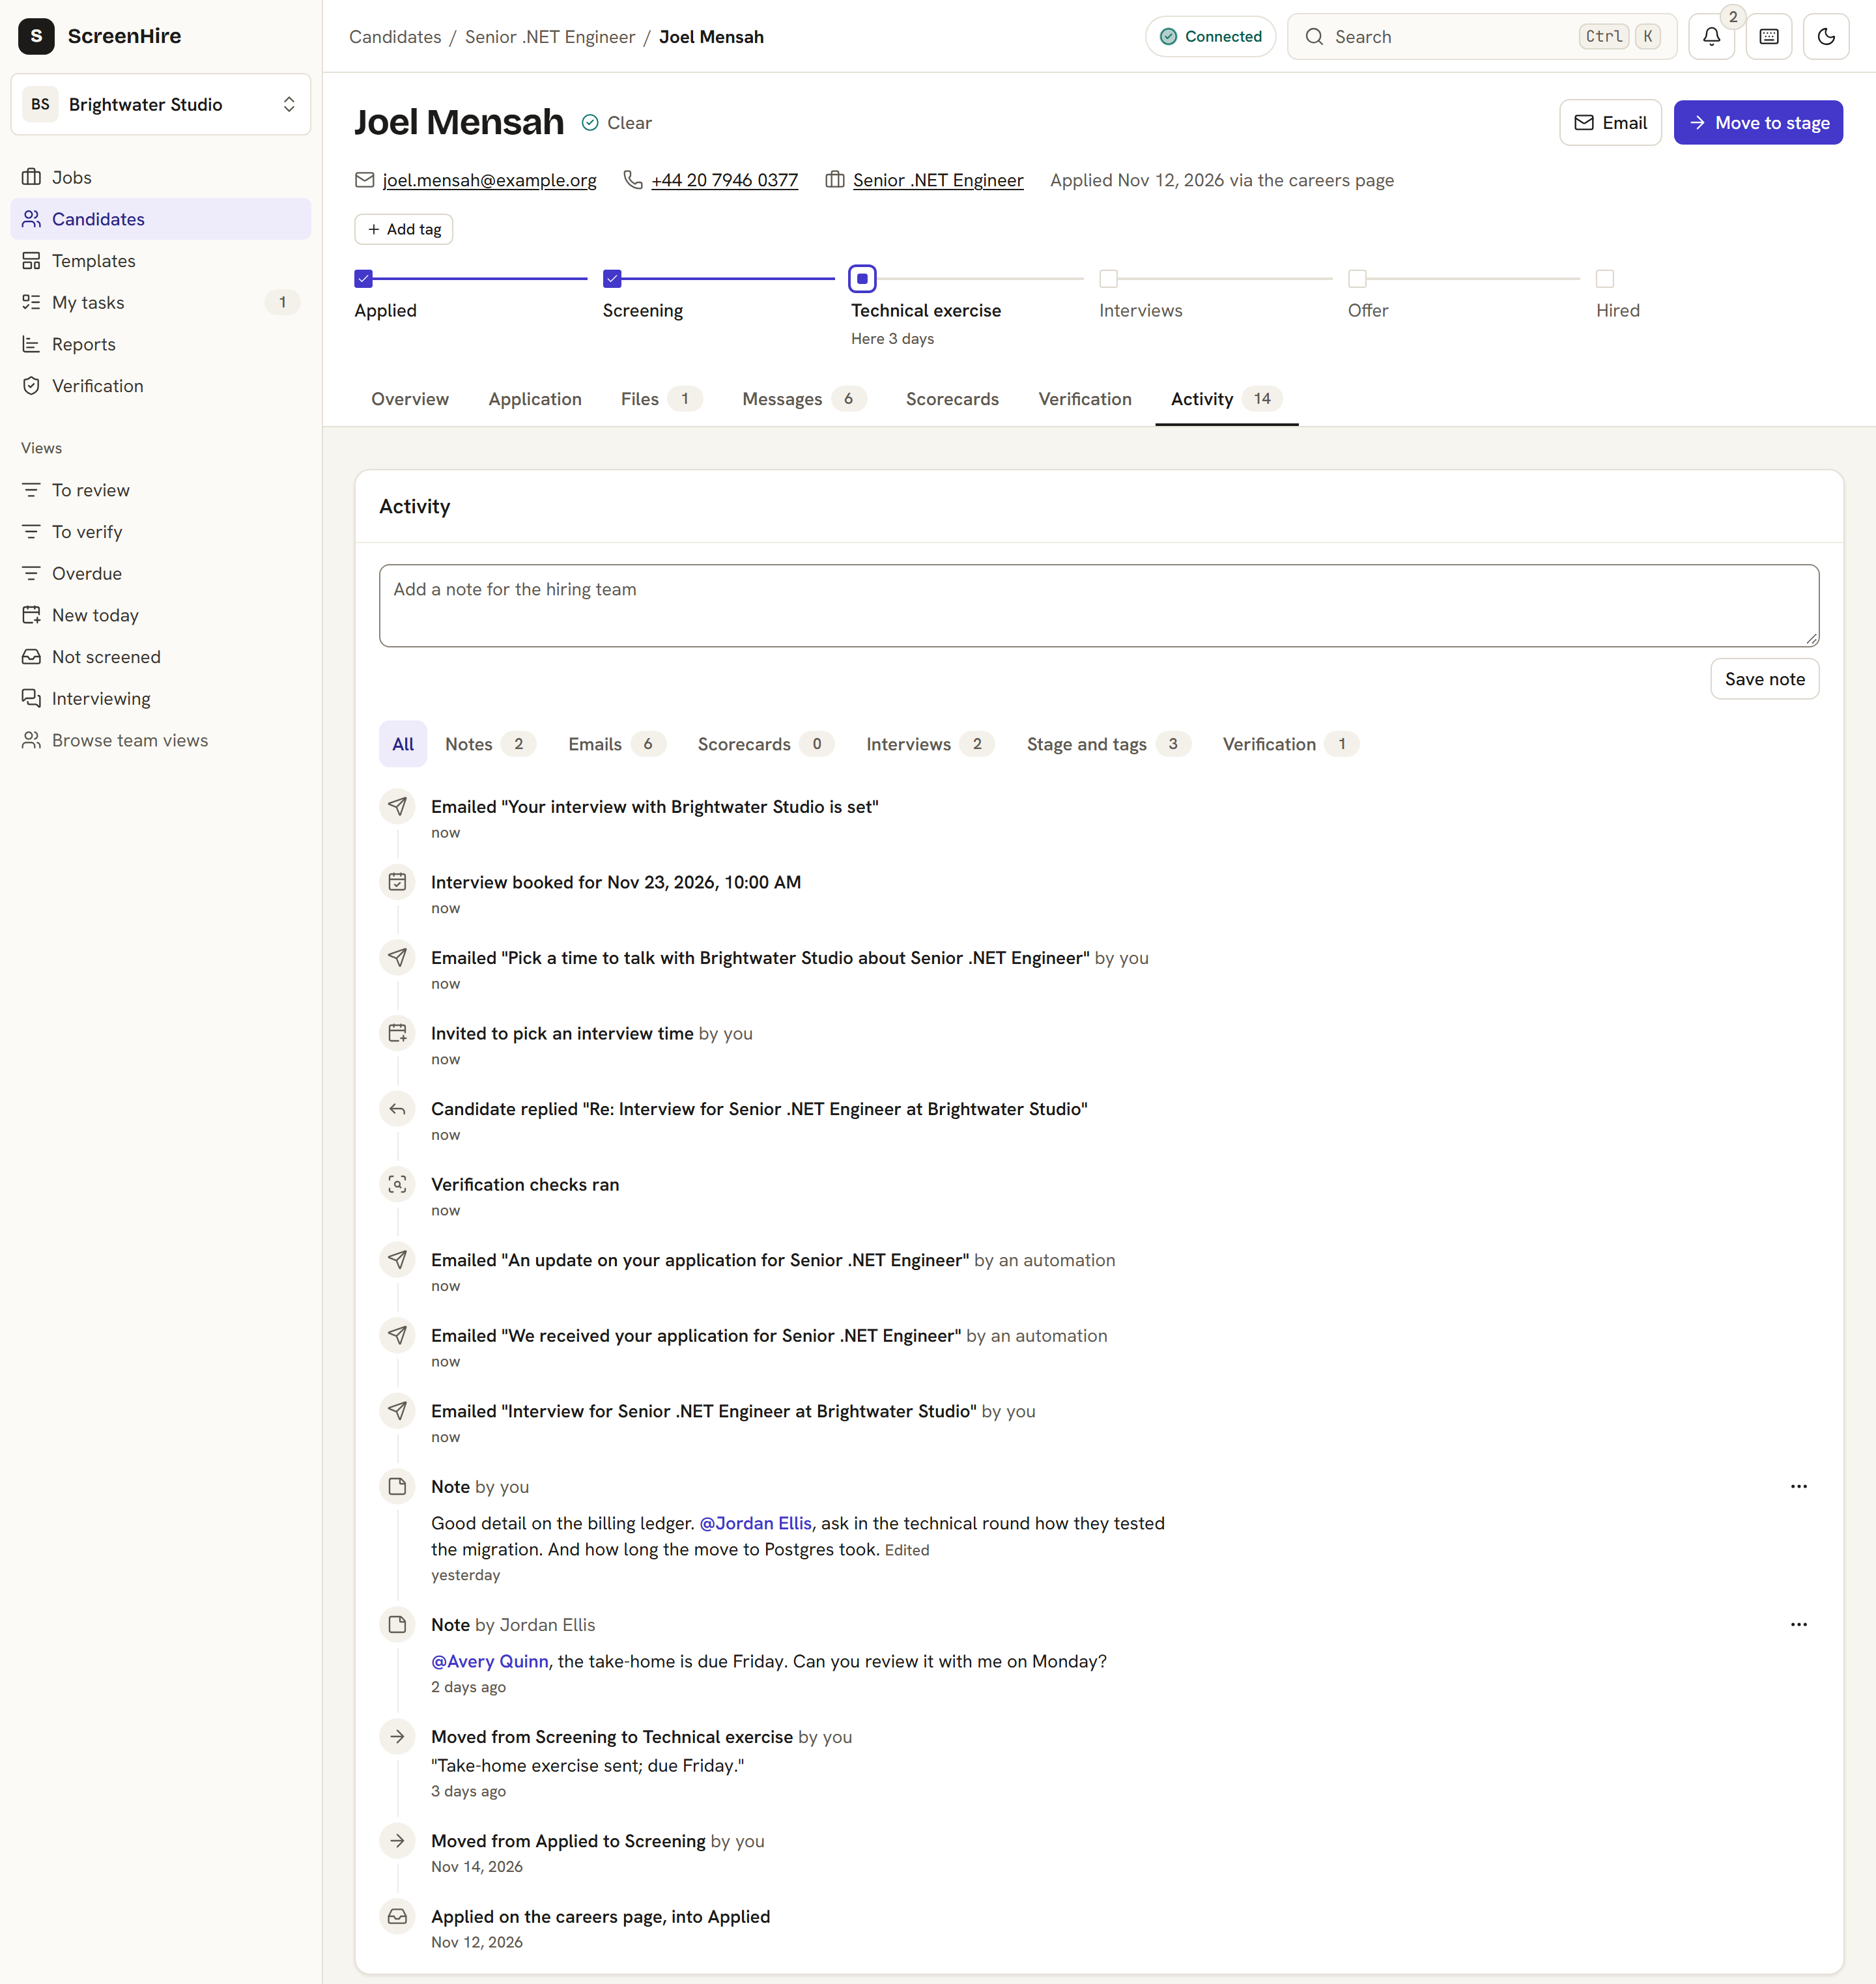 S ScreenHire
BS Brightwater Studio
Jobs
Candidates
Templates
My tasks 1
Reports
Verification
Views
To review
To verify
Overdue
New today
Not screened
Interviewing
Browse team views
Candidates / Senior .NET Engineer / Joel Mensah
Connected
Search Ctrl K
2
Joel Mensah Clear
Email
Move to stage
joel.mensah@example.org +44 20 7946 0377 Senior .NET Engineer Applied Nov 12, 2026 via the careers page
+ Add tag
Applied Screening Technical exercise Interviews Offer Hired
Here 3 days
Overview Application Files 1 Messages 6 Scorecards Verification Activity 14
Activity
Add a note for the hiring team
Save note
All Notes 2 Emails 6 Scorecards 0 Interviews 2 Stage and tags 3 Verification 1
Emailed "Your interview with Brightwater Studio is set"
now
Interview booked for Nov 23, 2026, 10:00 AM
now
Emailed "Pick a time to talk with Brightwater Studio about Senior .NET Engineer" by you
now
Invited to pick an interview time by you
now
Candidate replied "Re: Interview for Senior .NET Engineer at Brightwater Studio"
now
Verification checks ran
now
Emailed "An update on your application for Senior .NET Engineer" by an automation
now
Emailed "We received your application for Senior .NET Engineer" by an automation
now
Emailed "Interview for Senior .NET Engineer at Brightwater Studio" by you
now
Note by you
Good detail on the billing ledger. @Jordan Ellis, ask in the technical round how they tested
the migration. And how long the move to Postgres took. Edited
yesterday
Note by Jordan Ellis
@Avery Quinn, the take-home is due Friday. Can you review it with me on Monday?
2 days ago
Moved from Screening to Technical exercise by you
"Take-home exercise sent; due Friday."
3 days ago
Moved from Applied to Screening by you
Nov 14, 2026
Applied on the careers page, into Applied
Nov 12, 2026